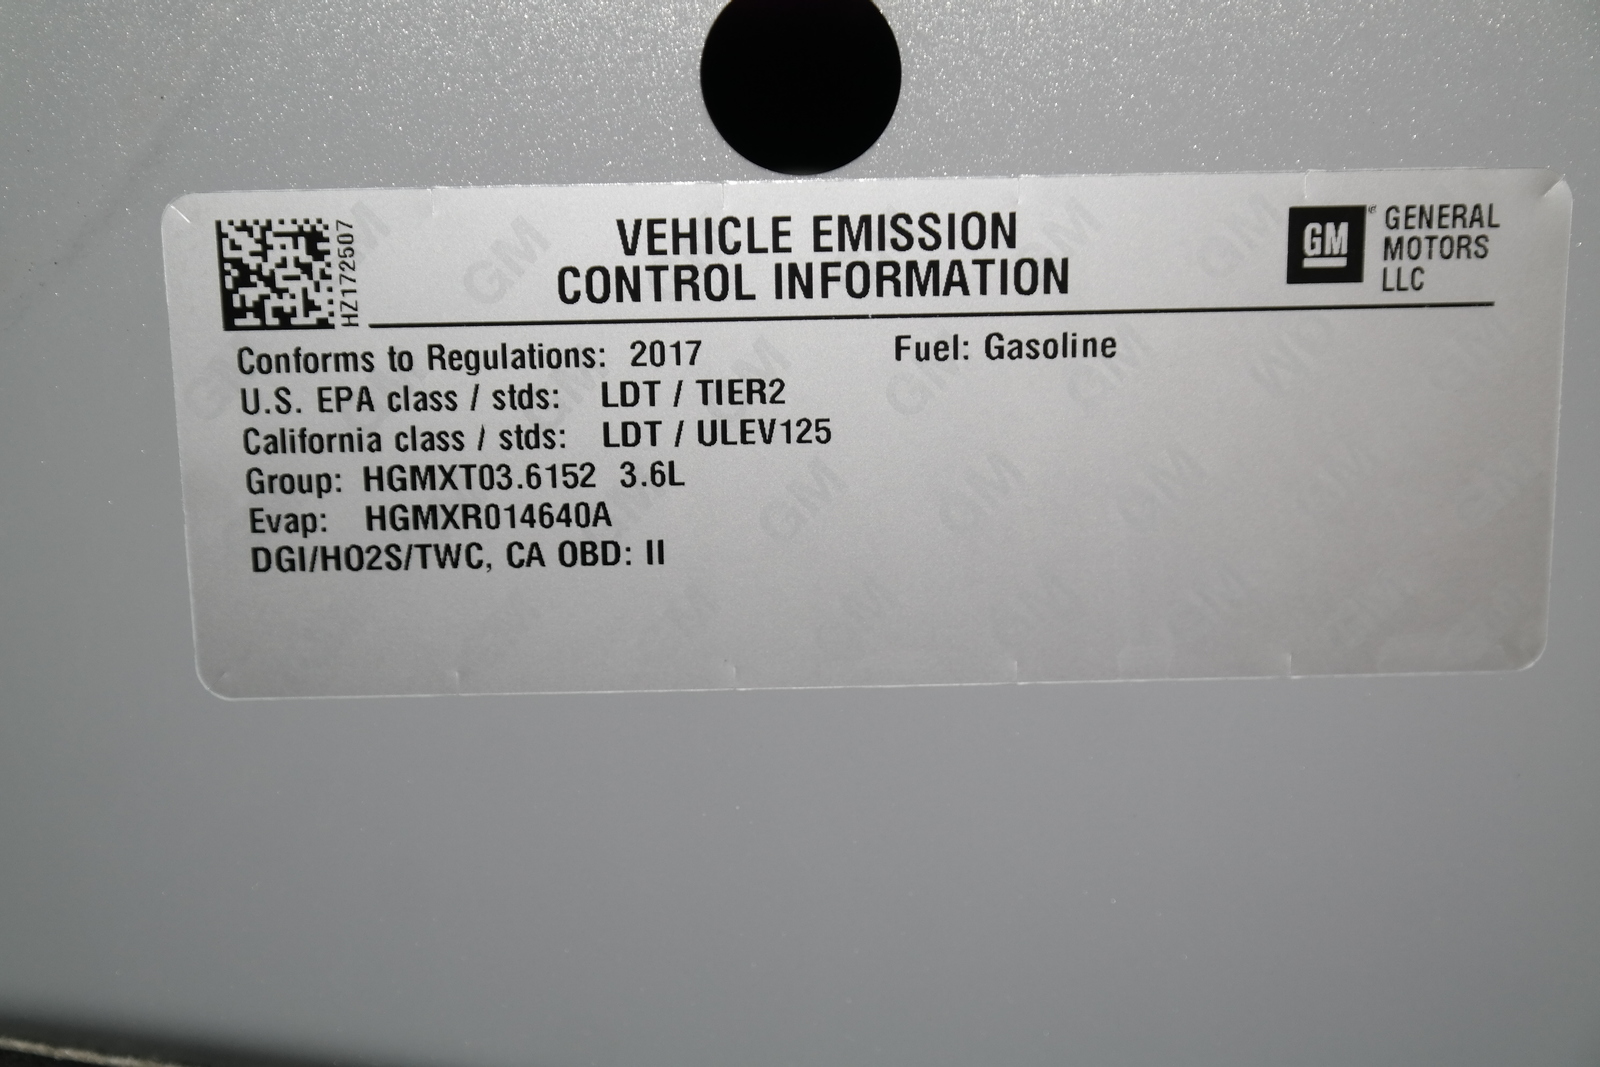 HZ172507
VEHICLE EMISSION
CONTROL INFORMATION
GM
GENERAL
MOTORS
LLC
Conforms to Regulations: 2017 Fuel: Gasoline
U.S. EPA class / stds: LDT / TIER2
California class / stds: LDT / ULEV125
Group: HGMXT03.6152 3.6L
Evap: HGMXR014640A
DGI/HO2S/TWC, CA OBD: II